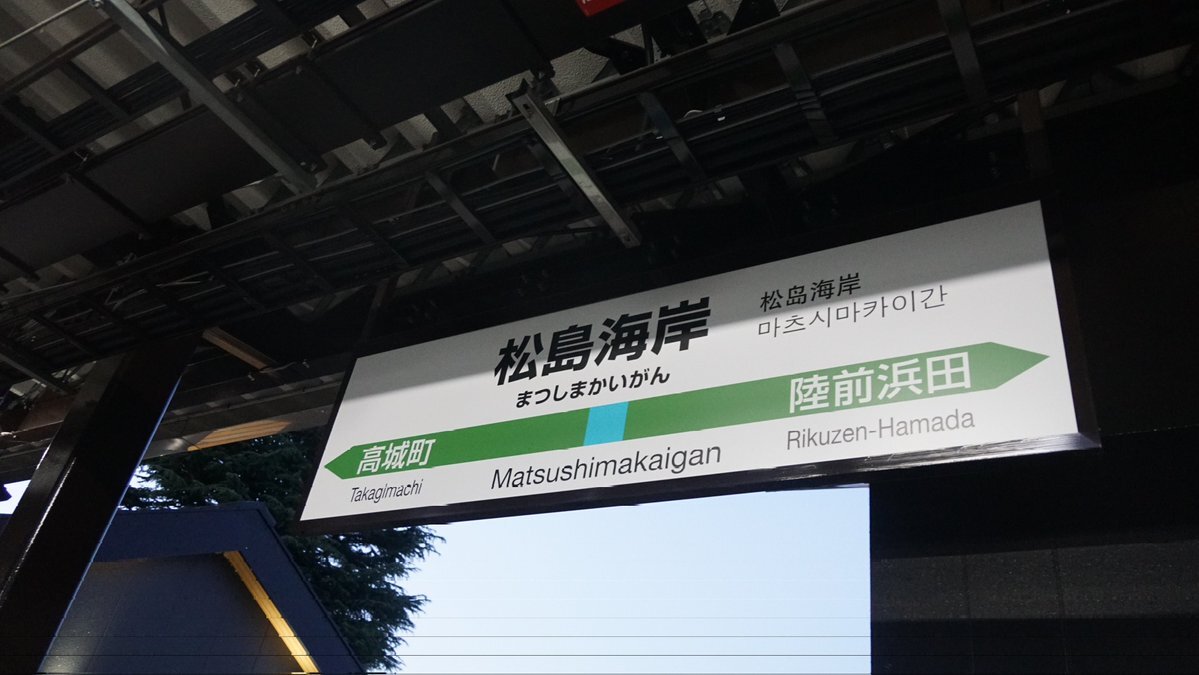 松島海岸
まつしまかいがん
松岛海岸
마츠시마카이간
高城町
Takagimachi
Matsushimakaigan
陸前浜田
Rikuzen-Hamada